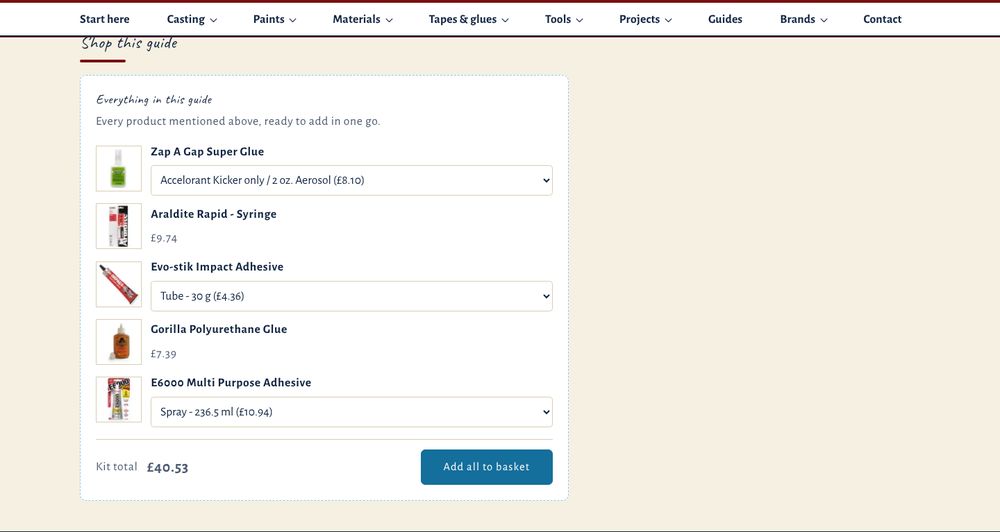 Start here Casting Paints Materials Tapes & glues Tools Projects Guides Brands Contact
Shop this guide
Everything in this guide
Every product mentioned above, ready to add in one go.
Zap A Gap Super Glue
Accelorant Kicker only / 2 oz. Aerosol (£8.10)
Araldite Rapid - Syringe
£9.74
Evo-stik Impact Adhesive
Tube - 30 g (£4.36)
Gorilla Polyurethane Glue
£7.39
E6000 Multi Purpose Adhesive
Spray - 236.5 ml (£10.94)
Kit total £40.53
Add all to basket